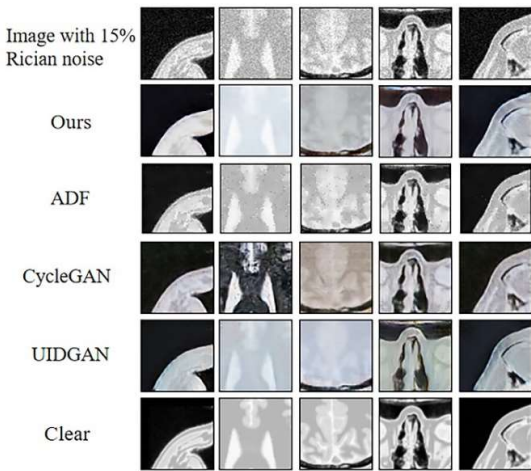 Image with 15%
Rician noise
Ours
ADF
CycleGAN
UIDGAN
Clear